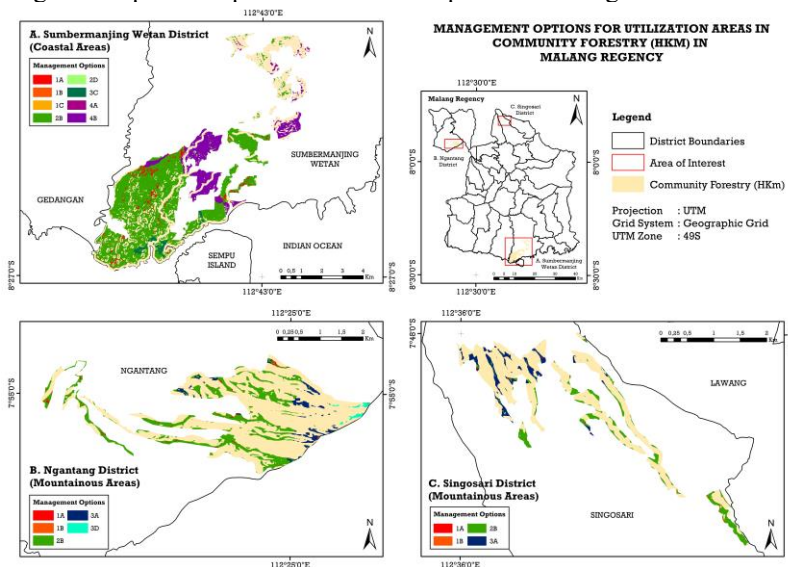 A. Sumbermanjing Wetan District
(Coastal Areas)
Management Options
1A 2D
1B 3C
1C 4A
2B 4B
112°43'0"E
N
GEDANGAN
SUMBERMANJING
WETAN
SEMPU
ISLAND
INDIAN OCEAN
0 0,5 1 2 3 4
Km
8°27'0"S
8°27'0"S
112°43'0"E
MANAGEMENT OPTIONS FOR UTILIZATION AREAS IN
COMMUNITY FORESTRY (HKM) IN
MALANG REGENCY
112°30'0"E
Malang Regency
C. Singosari
District
N
B. Ngantang
District
8°0'0"S
8°0'0"S
A. Sumbermanjing
Wetan District
8°30'0"S
8°30'0"S
112°30'0"E
Legend
District Boundaries
Area of Interest
Community Forestry (HKm)
Projection : UTM
Grid System : Geographic Grid
UTM Zone : 49S
112°25'0"E
0 0,25 0,5 1 1,5 2
Km
NGANTANG
7°55'0"S
7°55'0"S
B. Ngantang District
(Mountainous Areas)
Management Options
1A 3A
1B 3D
2B
N
112°25'0"E
112°36'0"E
7°48'0"S
0 0,25 0,5 1 1,5 2
Km
LAWANG
SINGOSARI
C. Singosari District
(Mountainous Areas)
Management Options
1A 2B
1B 3A
N
112°36'0"E